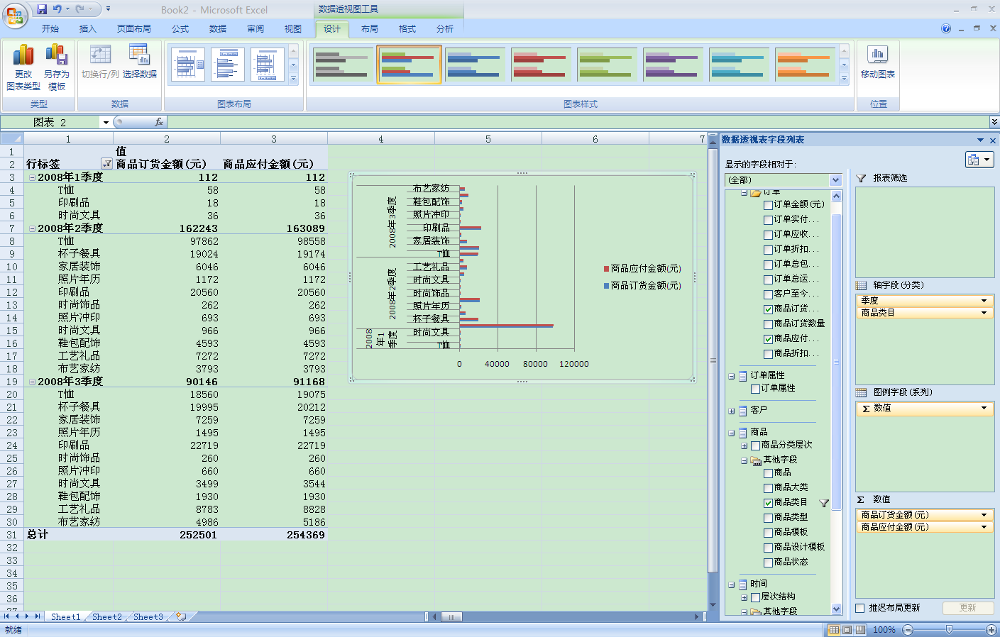 Book2 - Microsoft Excel
数据透视图工具
开始 插入 页面布局 公式 数据 审阅 视图 设计 布局 格式 分析
更改图表类型
另存为模板
切换行/列
选择数据
移动图表
类型 数据 图表布局 图表样式 位置
图表 2
fx
1 2 3 4 5 6 7
1 值
2 行标签 商品订货金额(元) 商品应付金额(元)
3 2008年1季度 112 112
4 T恤 58 58
5 印刷品 18 18
6 时尚文具 36 36
7 2008年2季度 162243 163089
8 T恤 97862 98558
9 杯子餐具 19024 19174
10 家居装饰 6046 6046
11 照片年历 1172 1172
12 印刷品 20560 20560
13 时尚饰品 262 262
14 照片冲印 693 693
15 时尚文具 966 966
16 鞋包配饰 4593 4593
17 工艺礼品 7272 7272
18 布艺家纺 3793 3793
19 2008年3季度 90146 91168
20 T恤 18560 19075
21 杯子餐具 19995 20212
22 家居装饰 7259 7259
23 照片年历 1495 1495
24 印刷品 22719 22719
25 时尚饰品 260 260
26 照片冲印 660 660
27 时尚文具 3499 3544
28 鞋包配饰 1930 1930
29 工艺礼品 8783 8828
30 布艺家纺 4986 5186
31 总计 252501 254369
32
33
34
35
36
2008年3季度
布艺家纺
鞋包配饰
照片冲印
印刷品
家居装饰
T恤
2008年2季度
工艺礼品
时尚文具
时尚饰品
照片年历
杯子餐具
2008年1季度
时尚文具
T恤
0 40000 80000 120000
商品应付金额(元)
商品订货金额(元)
数据透视表字段列表
显示的字段相对于:
(全部)
订单
订单金额(元)
订单实付...
订单应收...
订单折扣...
订单总包...
订单总运...
客户至今...
商品订货...
商品订货数量
商品应付...
商品折扣...
订单属性
订单属性
客户
商品
商品分类层次
其他字段
商品
商品大类
商品类目
商品类型
商品模板
商品设计模板
商品状态
时间
层次结构
其他字段
报表筛选
轴字段(分类)
季度
商品类目
图例字段(系列)
Σ 数值
Σ 数值
商品订货金额(元)
商品应付金额(元)
推迟布局更新 更新
Sheet1 Sheet2 Sheet3
就绪 100%